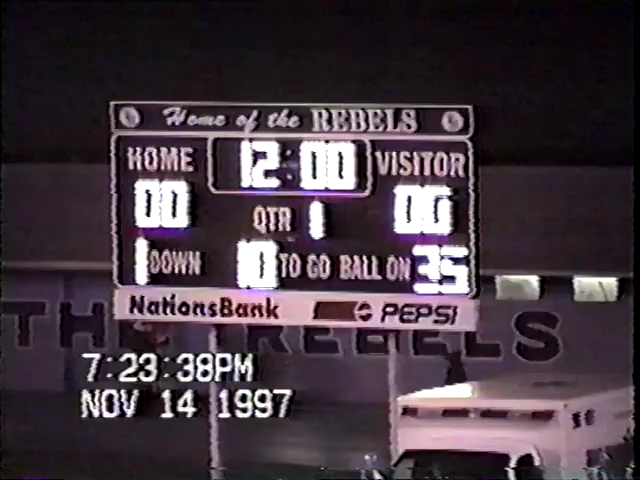 Home of the REBELS
HOME 12:00 VISITOR
00 QTR 1 00
1 DOWN 10 TO GO BALL ON 35
NationsBank PEPSI
THE REBELS
7:23:38PM
NOV 14 1997